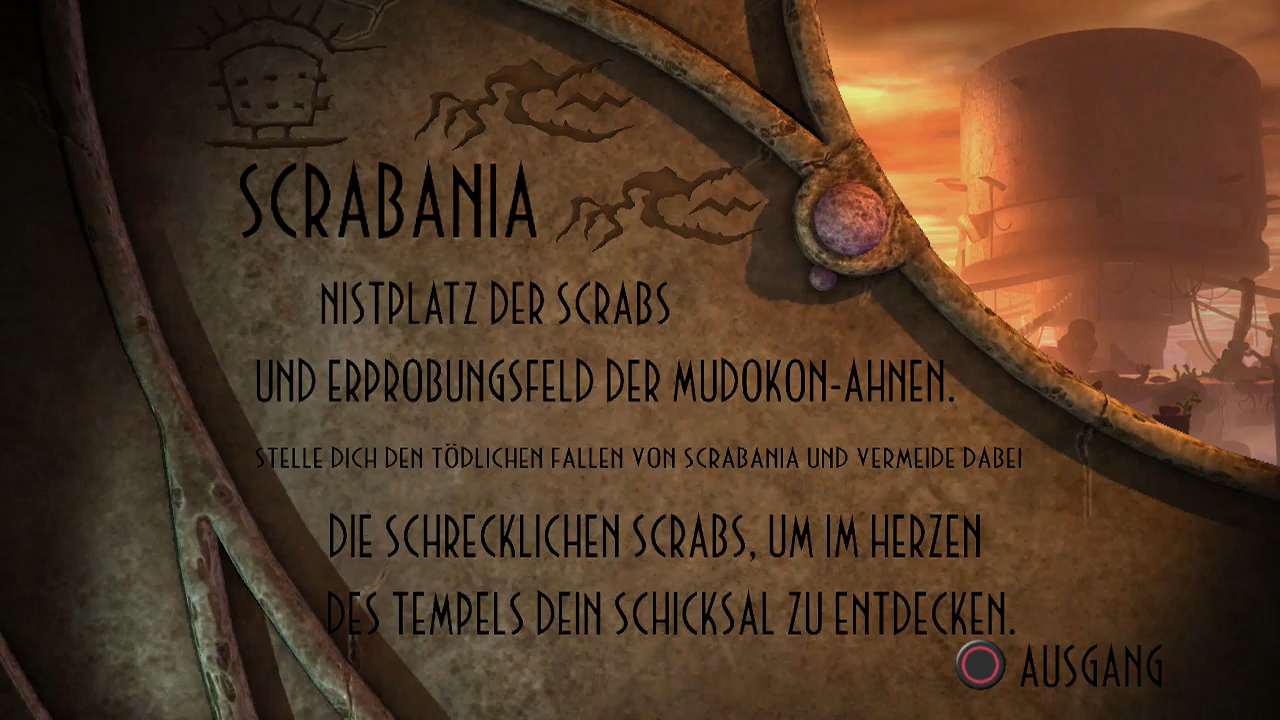 SCRABANIA
NISTPLATZ DER SCRABS
UND ERPROBUNGSFELD DER MUDOKON-AHNEN.
STELLE DICH DEN TÖDLICHEN FALLEN VON SCRABANIA UND VERMEIDE DABEI
DIE SCHRECKLICHEN SCRABS, UM IM HERZEN
DES TEMPELS DEIN SCHICKSAL ZU ENTDECKEN.
AUSGANG